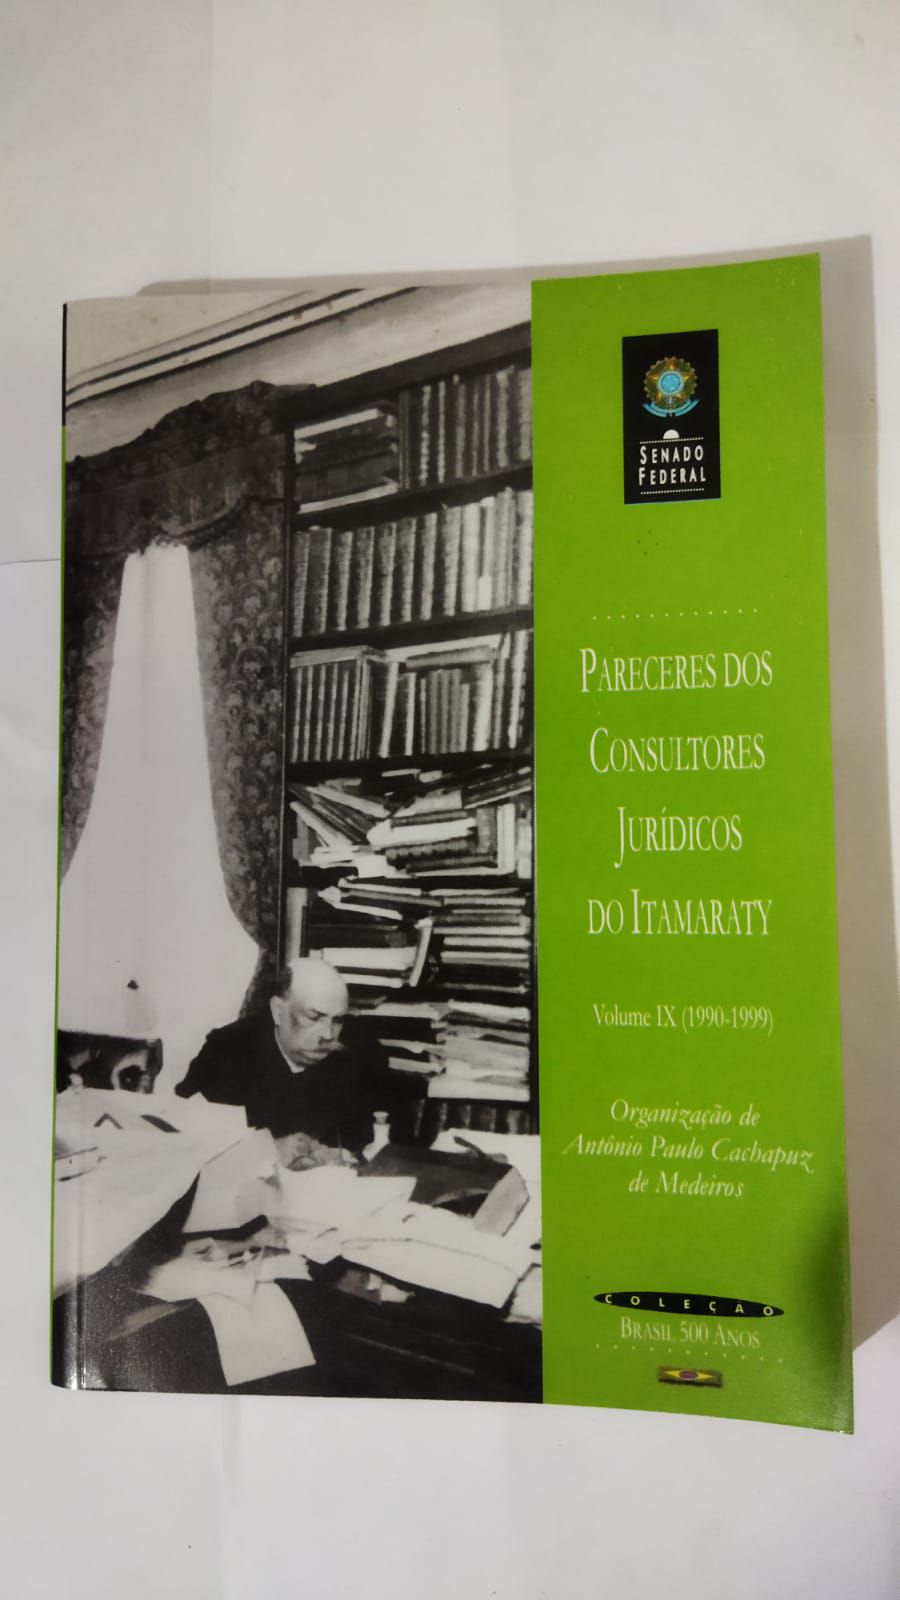 SENADO
FEDERAL
PARECERES DOS
CONSULTORES
JURÍDICOS
DO ITAMARATY
Volume IX (1990-1999)
Organização de
Antônio Paulo Cachapuz
de Medeiros
COLEÇÃO
BRASIL 500 ANOS